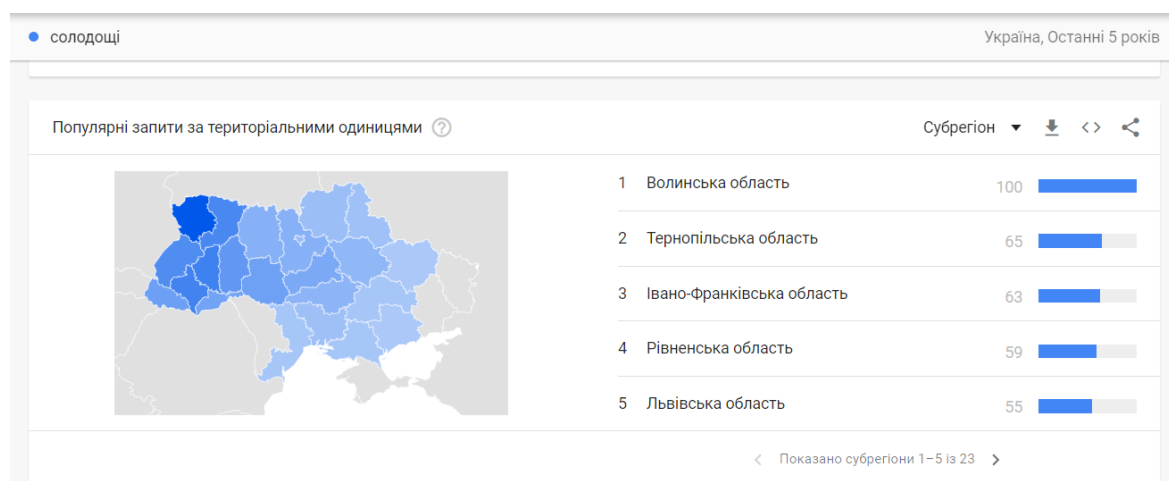 солодощі
Україна, Останні 5 років
Популярні запити за територіальними одиницями
Субрегіон
1 Волинська область 100
2 Тернопільська область 65
3 Івано-Франківська область 63
4 Рівненська область 59
5 Львівська область 55
Показано субрегіони 1–5 із 23